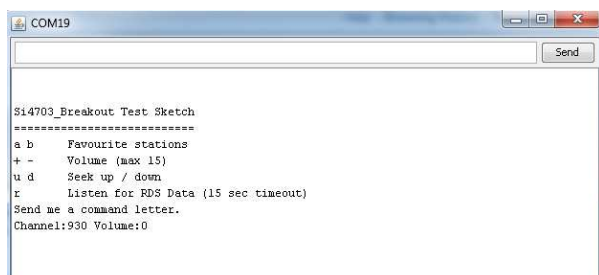 COM19
Send
Si4703_Breakout Test Sketch
===========================
a b Favourite stations
+ - Volume (max 15)
u d Seek up / down
r Listen for RDS Data (15 sec timeout)
Send me a command letter.
Channel:930 Volume:0